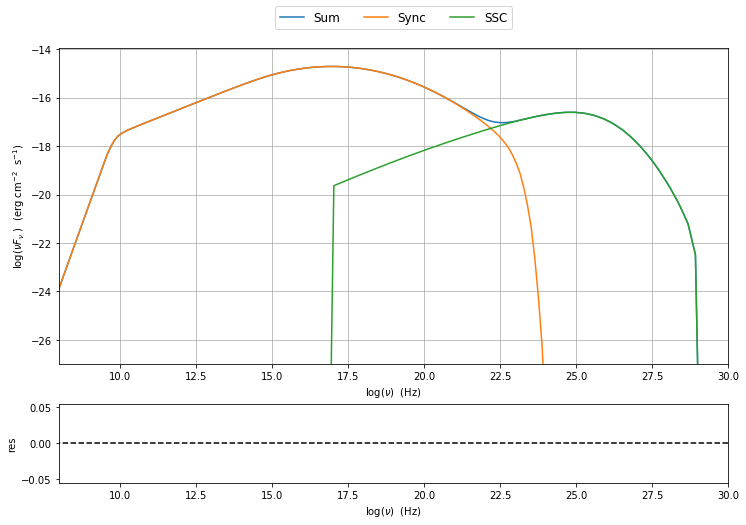 Sum Sync SSC
−14
−16
−18
−20
−22
−24
−26
log(νFν )  (erg cm−2 s−1)
10.0 12.5 15.0 17.5 20.0 22.5 25.0 27.5 30.0
log(ν)  (Hz)
0.05
0.00
−0.05
res
10.0 12.5 15.0 17.5 20.0 22.5 25.0 27.5 30.0
log(ν)  (Hz)